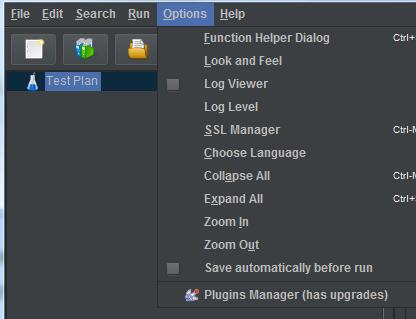 File Edit Search Run Options Help
Function Helper Dialog Ctrl+
Look and Feel
Test Plan
Log Viewer
Log Level
SSL Manager Ctrl-M
Choose Language
Collapse All Ctrl-M
Expand All Ctrl+
Zoom In
Zoom Out
Save automatically before run
Plugins Manager (has upgrades)